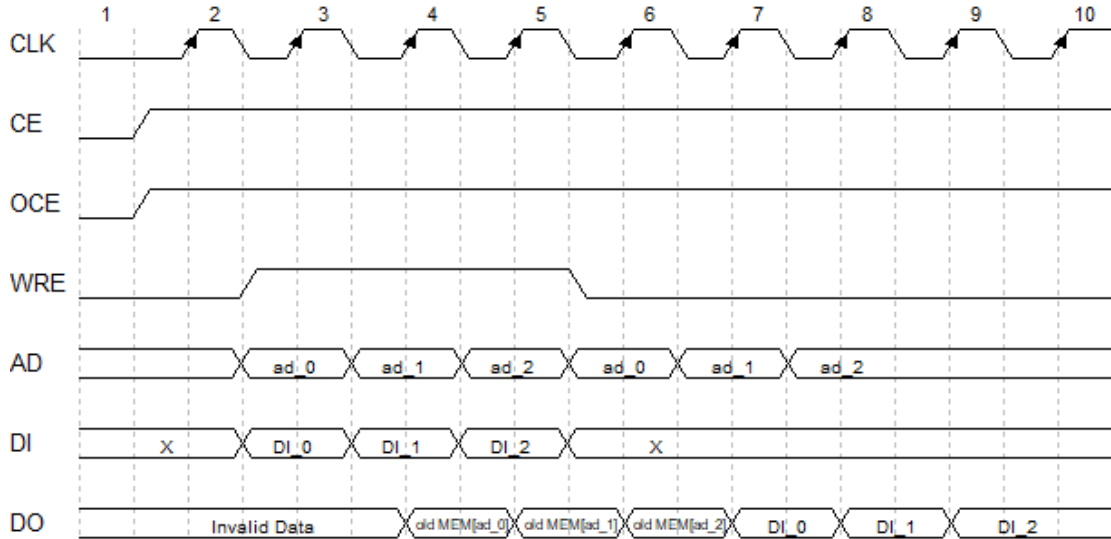 1 2 3 4 5 6 7 8 9 10
CLK
CE
OCE
WRE
AD ad_0 ad_1 ad_2 ad_0 ad_1 ad_2
DI X DI_0 DI_1 DI_2 X
DO Invalid Data old MEM[ad_0] old MEM[ad_1] old MEM[ad_2] DI_0 DI_1 DI_2